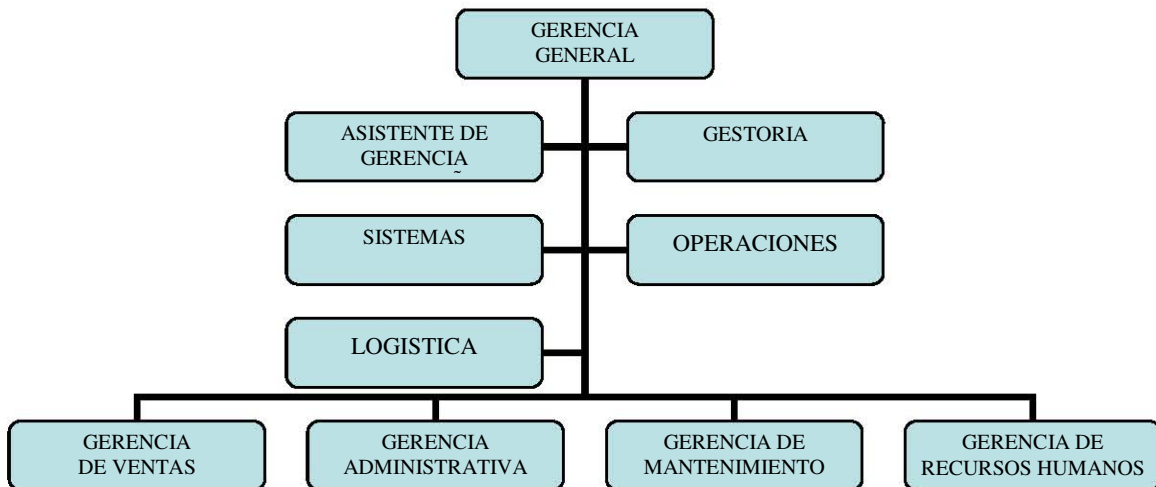 GERENCIA
GENERAL
ASISTENTE DE
GERENCIA
~
GESTORIA
SISTEMAS
OPERACIONES
LOGISTICA
GERENCIA
DE VENTAS
GERENCIA
ADMINISTRATIVA
GERENCIA DE
MANTENIMIENTO
GERENCIA DE
RECURSOS HUMANOS